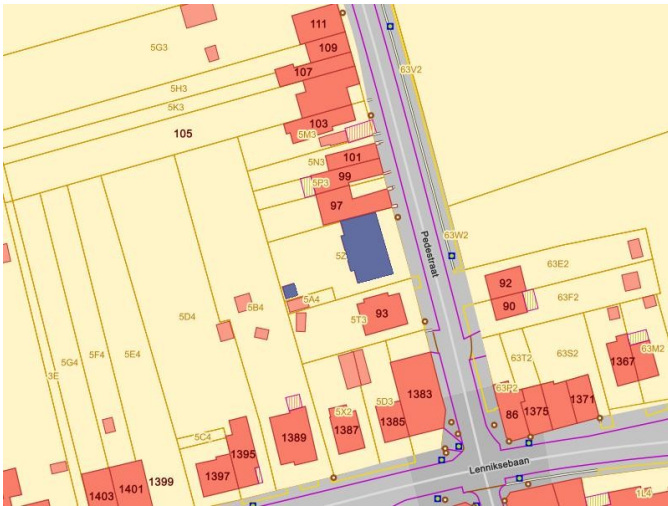 111
5G3
109
107
5H3
5K3
63V2
103
105
5M3
5N3
101
99
5P3
97
Pedestraat
63W2
5Z
63E2
92
63F2
90
5A4
5B4
5T3
93
5D4
5E4
5F4
5G4
3E
63T2
63S2
63M2
1367
63P2
1383
5D3
1371
86
1375
1385
5X2
1387
1389
5C4
1395
1397
1399
1401
1403
Lenniksebaan
1L4